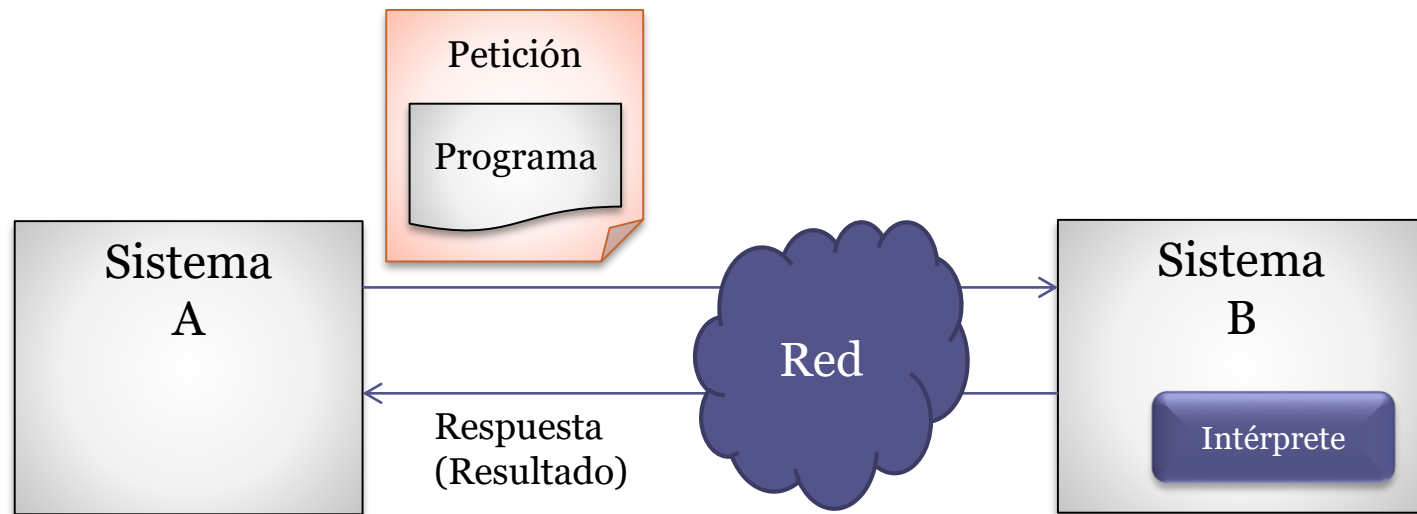 Petición
Programa
Sistema
A
Sistema
B
Red
Respuesta
(Resultado)
Intérprete